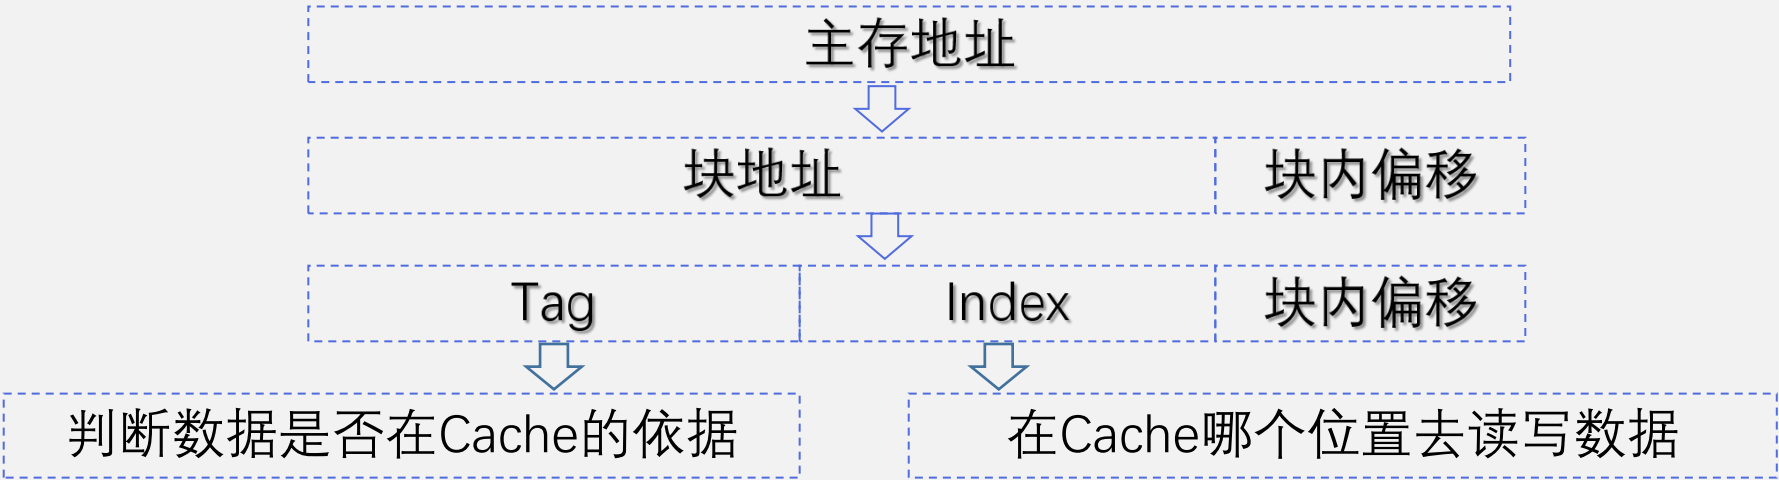 主存地址
块地址 块内偏移
Tag Index 块内偏移
判断数据是否在Cache的依据 在Cache哪个位置去读写数据